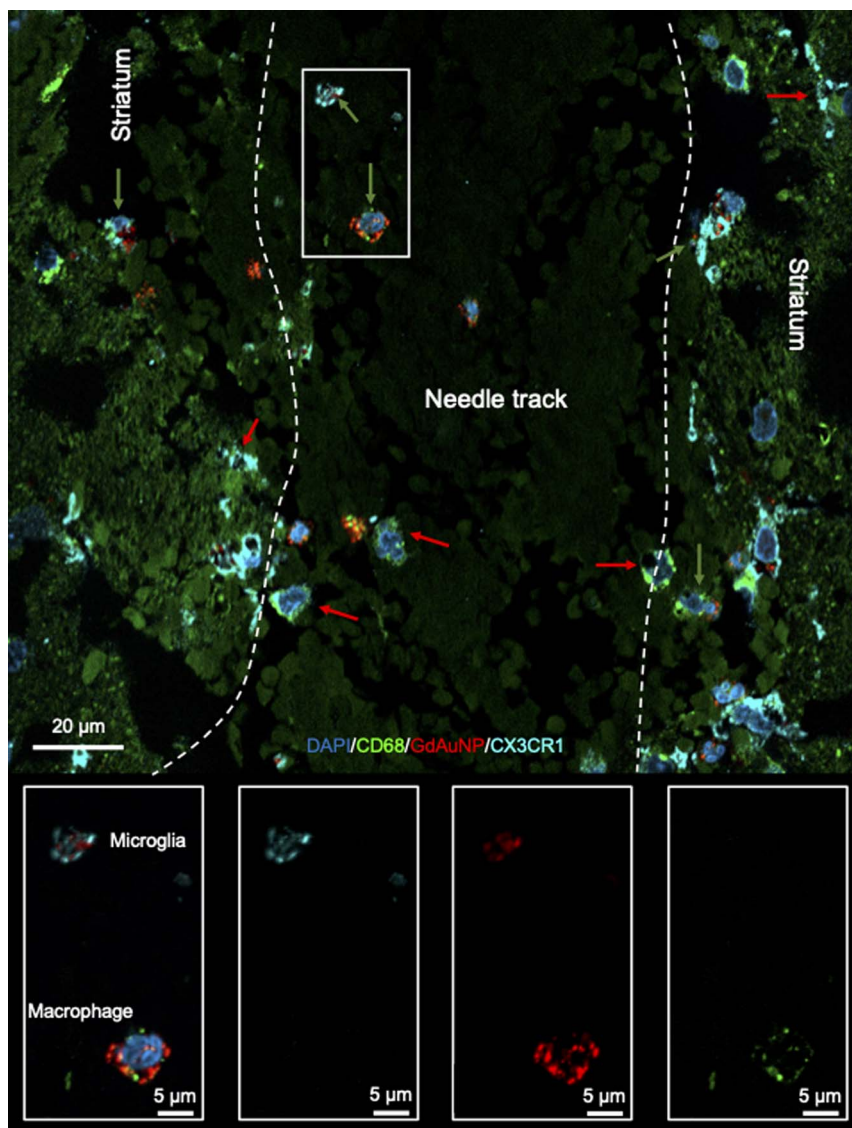 Striatum
Striatum
Needle track
20 µm
DAPI/CD68/GdAuNP/CX3CR1
Microglia
Macrophage
5 µm
5 µm
5 µm
5 µm